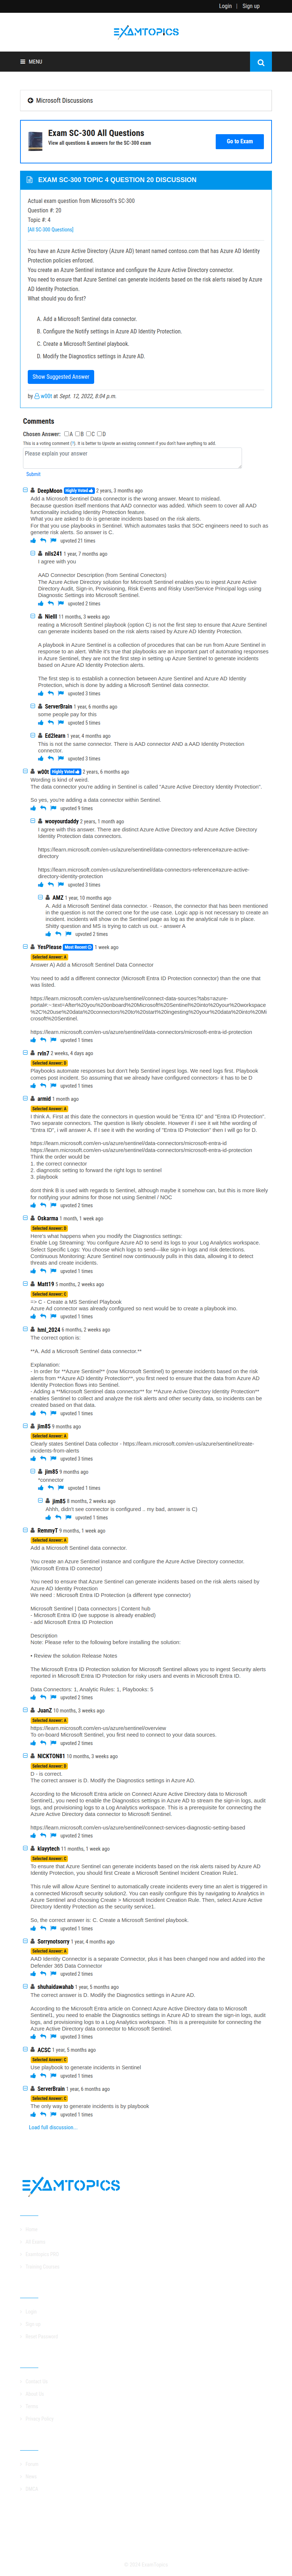 Login | Sign up
EXAMTOPICS
MENU
Microsoft Discussions
Exam SC-300 All Questions
View all questions & answers for the SC-300 exam
Go to Exam
EXAM SC-300 TOPIC 4 QUESTION 20 DISCUSSION
Actual exam question from Microsoft's SC-300
Question #: 20
Topic #: 4
[All SC-300 Questions]
You have an Azure Active Directory (Azure AD) tenant named contoso.com that has Azure AD Identity
Protection policies enforced.
You create an Azure Sentinel instance and configure the Azure Active Directory connector.
You need to ensure that Azure Sentinel can generate incidents based on the risk alerts raised by Azure
AD Identity Protection.
What should you do first?
A. Add a Microsoft Sentinel data connector.
B. Configure the Notify settings in Azure AD Identity Protection.
C. Create a Microsoft Sentinel playbook.
D. Modify the Diagnostics settings in Azure AD.
Show Suggested Answer
by w00t at Sept. 12, 2022, 8:04 p.m.
Comments
Chosen Answer: A B C D
This is a voting comment (?). It is better to Upvote an existing comment if you don't have anything to add.
Please explain your answer
Submit
DeepMoon Highly Voted 2 years, 3 months ago
Add a Microsoft Sentinel Data connector is the wrong answer. Meant to mislead.
Because question itself mentions that AAD connector was added. Which seem to have all AAD
functionality including Identity Protection feature.
What you are to do is generate incidents based on the risk alerts.
For that you use playbooks in Sentinel. Which automates tasks that SOC engineers need to such as
generate risk alerts. So answer is C.
upvoted 21 times
nils241 1 year, 7 months ago
I agree with you

AAD Connector Description (from Sentinal Conectors)
The Azure Active Directory solution for Microsoft Sentinel enables you to ingest Azure Active
Directory Audit, Sign-in, Provisioning, Risk Events and Risky User/Service Principal logs using
Diagnostic Settings into Microsoft Sentinel.
upvoted 2 times
Nielll 11 months, 3 weeks ago
reating a Microsoft Sentinel playbook (option C) is not the first step to ensure that Azure Sentinel
can generate incidents based on the risk alerts raised by Azure AD Identity Protection.

A playbook in Azure Sentinel is a collection of procedures that can be run from Azure Sentinel in
response to an alert. While it's true that playbooks are an important part of automating responses
in Azure Sentinel, they are not the first step in setting up Azure Sentinel to generate incidents
based on Azure AD Identity Protection alerts.

The first step is to establish a connection between Azure Sentinel and Azure AD Identity
Protection, which is done by adding a Microsoft Sentinel data connector.
upvoted 3 times
ServerBrain 1 year, 6 months ago
some people pay for this
upvoted 5 times
Ed2learn 1 year, 4 months ago
This is not the same connector. There is AAD connector AND a AAD Identity Protection
connector.
upvoted 3 times
w00t Highly Voted 2 years, 6 months ago
Wording is kind of weird.
The data connector you're adding in Sentinel is called "Azure Active Directory Identity Protection".

So yes, you're adding a data connector within Sentinel.
upvoted 9 times
wooyourdaddy 2 years, 1 month ago
I agree with this answer. There are distinct Azure Active Directory and Azure Active Directory
Identity Protection data connectors,

https://learn.microsoft.com/en-us/azure/sentinel/data-connectors-reference#azure-active-
directory

https://learn.microsoft.com/en-us/azure/sentinel/data-connectors-reference#azure-active-
directory-identity-protection
upvoted 3 times
AMZ 1 year, 10 months ago
A. Add a Microsoft Sentinel data connector. - Reason, the connector that has been mentioned
in the question is not the correct one for the use case. Logic app is not necessary to create an
incident mechanism as sentinel does that as long as the analytical rule is in place Shitty
question and MS is trying to catch us out. - answer A
upvoted 2 times
YesPlease Most Recent 1 week ago
Selected Answer: A
Answer A) Add a Microsoft Sentinel Data Connector

You need to add a different connector (Microsoft Entra ID Protection connector) than the one that
was listed.

https://learn.microsoft.com/en-us/azure/sentinel/connect-data-sources?tabs=azure-
portal#:~:text=After%20you%20onboard%20Microsoft%20Sentinel%20into%20your%20workspace
%2C%20use%20data%20connectors%20to%20start%20ingesting%20your%20data%20into%20Mi
crosoft%20Sentinel.

https://learn.microsoft.com/en-us/azure/sentinel/data-connectors/microsoft-entra-id-protection
upvoted 1 times
rvln7 2 weeks, 4 days ago
Selected Answer: D
Playbooks automate responses but don't help Sentinel ingest logs. We need logs first. Playbook
comes post incident. So assuming that we already have configured connectors- it has to be D
upvoted 1 times
armid 1 month ago
Selected Answer: A
I think A. First at this date the connectors in question would be "Entra ID" and "Entra ID Protection".
Two separate connectors. The question is likely obsolete. However if i see it with that wording of
"Entra ID", i will answer A. If i see it with the wording of "Entra ID Protection" then I will go for D.

https://learn.microsoft.com/en-us/azure/sentinel/data-connectors/microsoft-entra-id
https://learn.microsoft.com/en-us/azure/sentinel/data-connectors/microsoft-entra-id-protection
Think the order would be
1. the correct connector
2. diagnostic setting to forward the right logs to sentinel
3. playbook

dont think B is used with regards to Sentinel, although maybe it somehow can, but this is more likely
for notifying your admins for those not using Sentinel / NOC
upvoted 2 times
Oskarma 1 month, 1 week ago
Selected Answer: D
Here's what happens when you modify the Diagnostics settings:
Enable Log Streaming: You configure Azure AD to send its logs to your Log Analytics workspace.
Select Specific Logs: You choose which logs to send—like sign-in logs and risk detections.
Continuous Monitoring: Azure Sentinel now continuously pulls in this data, allowing it to detect
threats and create incidents.
upvoted 1 times
Matt19 3 months, 2 weeks ago
Selected Answer: C
=> C - Create a MS Sentinel Playbook
Azure Ad connector was already configured so next would be to create a playbook imo.
upvoted 1 times
hml_2024 6 months, 2 weeks ago
The correct option is:

**A. Add a Microsoft Sentinel data connector.**

Explanation:
- In order for **Azure Sentinel** (now Microsoft Sentinel) to generate incidents based on the risk
alerts from **Azure AD Identity Protection**, you first need to ensure that the data from Azure AD
Identity Protection flows into Sentinel.
- Adding a **Microsoft Sentinel data connector** for **Azure Active Directory Identity Protection**
enables Sentinel to collect and analyze the risk alerts and other security data, so incidents can be
created based on that data.
upvoted 1 times
jim85 9 months ago
Selected Answer: A
Clearly states Sentinel Data collector - https://learn.microsoft.com/en-us/azure/sentinel/create-
incidents-from-alerts
upvoted 3 times
jim85 9 months ago
*connector
upvoted 1 times
jim85 8 months, 2 weeks ago
Ahhh, didn't see connector is configured .. my bad, answer is C)
upvoted 1 times
RemmyT 9 months, 1 week ago
Selected Answer: A
Add a Microsoft Sentinel data connector.

You create an Azure Sentinel instance and configure the Azure Active Directory connector.
(Microsoft Entra ID connector)

You need to ensure that Azure Sentinel can generate incidents based on the risk alerts raised by
Azure AD Identity Protection
We need : Microsoft Entra ID Protection (a different type connector)

Microsoft Sentinel | Data connectors | Content hub
- Microsoft Entra ID (we suppose is already enabled)
- add Microsoft Entra ID Protection

Description
Note: Please refer to the following before installing the solution:

• Review the solution Release Notes

The Microsoft Entra ID Protection solution for Microsoft Sentinel allows you to ingest Security alerts
reported in Microsoft Entra ID Protection for risky users and events in Microsoft Entra ID.

Data Connectors: 1, Analytic Rules: 1, Playbooks: 5
upvoted 2 times
JuanZ 10 months, 3 weeks ago
Selected Answer: A
https://learn.microsoft.com/en-us/azure/sentinel/overview
To on-board Microsoft Sentinel, you first need to connect to your data sources.
upvoted 2 times
NICKTON81 10 months, 3 weeks ago
Selected Answer: D
D - is correct.
The correct answer is D. Modify the Diagnostics settings in Azure AD.

According to the Microsoft Entra article on Connect Azure Active Directory data to Microsoft
Sentinel1, you need to enable the Diagnostics settings in Azure AD to stream the sign-in logs, audit
logs, and provisioning logs to a Log Analytics workspace. This is a prerequisite for connecting the
Azure Active Directory data connector to Microsoft Sentinel.

https://learn.microsoft.com/en-us/azure/sentinel/connect-services-diagnostic-setting-based
upvoted 2 times
klayytech 11 months, 1 week ago
Selected Answer: C
To ensure that Azure Sentinel can generate incidents based on the risk alerts raised by Azure AD
Identity Protection, you should first Create a Microsoft Sentinel Incident Creation Rule1.

This rule will allow Azure Sentinel to automatically create incidents every time an alert is triggered in
a connected Microsoft security solution2. You can easily configure this by navigating to Analytics in
Azure Sentinel and choosing Create > Microsoft Incident Creation Rule. Then, select Azure Active
Directory Identity Protection as the security service1.

So, the correct answer is: C. Create a Microsoft Sentinel playbook.
upvoted 1 times
Sorrynotsorry 1 year, 4 months ago
Selected Answer: A
AAD Identity Connector is a separate Connector, plus it has been changed now and added into the
Defender 365 Data Connector
upvoted 2 times
shuhaidawahab 1 year, 5 months ago
The correct answer is D. Modify the Diagnostics settings in Azure AD.

According to the Microsoft Entra article on Connect Azure Active Directory data to Microsoft
Sentinel1, you need to enable the Diagnostics settings in Azure AD to stream the sign-in logs, audit
logs, and provisioning logs to a Log Analytics workspace. This is a prerequisite for connecting the
Azure Active Directory data connector to Microsoft Sentinel.
upvoted 3 times
ACSC 1 year, 5 months ago
Selected Answer: C
Use playbook to generate incidents in Sentinel
upvoted 1 times
ServerBrain 1 year, 6 months ago
Selected Answer: C
The only way to generate incidents is by playbook
upvoted 1 times
Load full discussion...
EXAMTOPICS